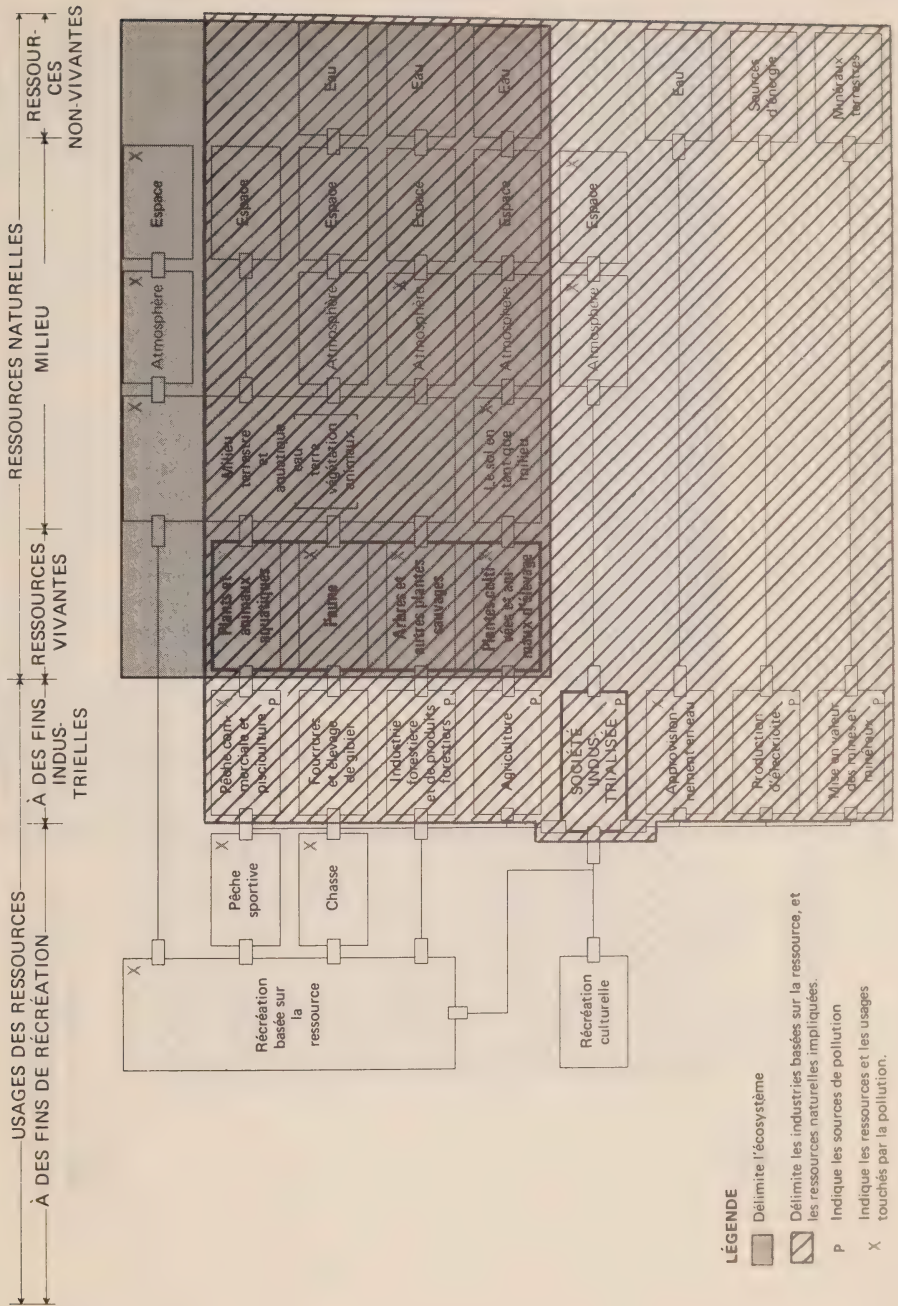 USAGES DES RESSOURCES
RESSOURCES NATURELLES
À DES FINS DE RÉCRÉATION
À DES FINS
INDUS-
TRIELLES
RESSOURCES
VIVANTES
MILIEU
RESSOUR-
CES
NON-VIVANTES
X
Atmosphère
X
Espace
X
Récréation
basée sur
la
ressource
X
Pêche
sportive
X
Pêche com-
merciale et
pisciculture
X
P
Plants et
animaux
aquatiques
X
Milieu
terrestre
et
aquatique
eau
terre
végétation
animaux
Espace
X
Chasse
X
Fourrures
et élevage
de gibier
Faune
X
Atmosphère
Espace
Eau
Industrie
forestière
et de produits
forestiers
P
Arbres et
autres plantes
sauvages
X
Atmosphère
X
Espace
Eau
Agriculture
P
Plantes culti-
vées et ani-
maux d'élevage
X
Le sol en
tant que
milieu
X
Atmosphère
Espace
Eau
Récréation
culturelle
SOCIÉTÉ
INDUS-
TRIALISÉE
P
Atmosphère
X
Espace
X
Approvision-
nement en eau
X
Eau
Production
d'électricité
P
Sources
d'énergie
Mise en valeur
des mines et
minéraux
P
Minéraux
terrestres
LÉGENDE
Délimite l'écosystème
Délimite les industries basées sur la ressource, et
les ressources naturelles impliquées.
P Indique les sources de pollution
X Indique les ressources et les usages
touchés par la pollution.